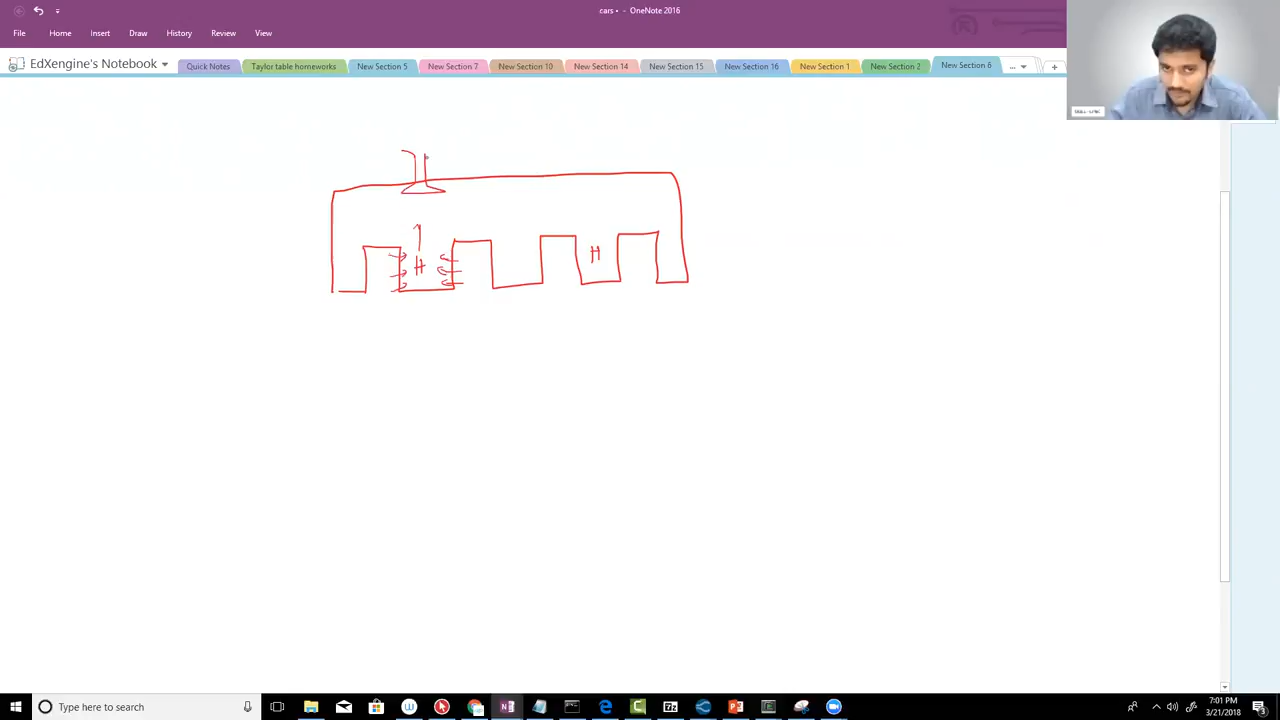 cars • - OneNote 2016
File Home Insert Draw History Review View
EdXengine's Notebook
Quick Notes Taylor table homeworks New Section 5 New Section 7 New Section 10 New Section 14 New Section 15 New Section 16 New Section 1 New Section 2 New Section 6 ...
H H
Type here to search
7:01 PM
3/21/2018